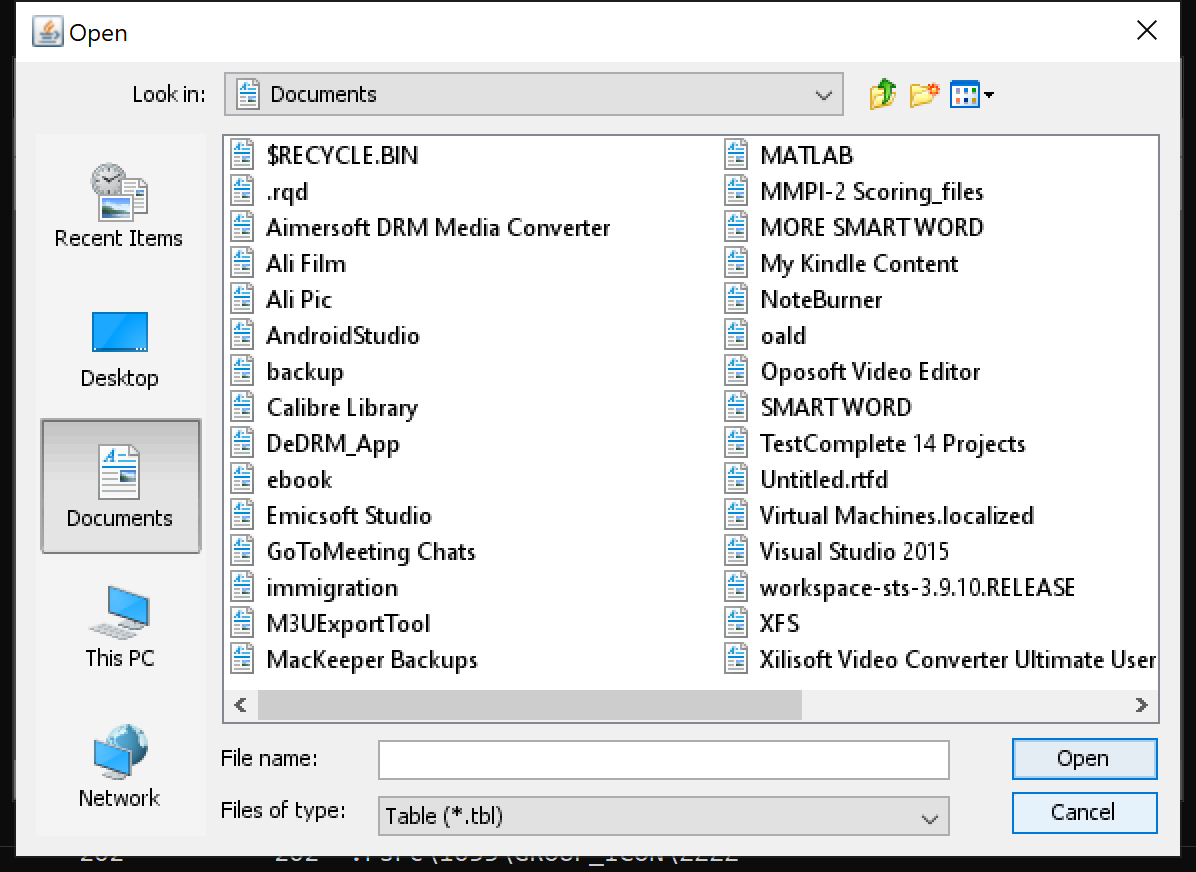 Open
Look in:
Documents
Recent Items
Desktop
Documents
This PC
Network
$RECYCLE.BIN
.rqd
Aimersoft DRM Media Converter
Ali Film
Ali Pic
AndroidStudio
backup
Calibre Library
DeDRM_App
ebook
Emicsoft Studio
GoToMeeting Chats
immigration
M3UExportTool
MacKeeper Backups
MATLAB
MMPI-2 Scoring_files
MORE SMARTWORD
My Kindle Content
NoteBurner
oald
Oposoft Video Editor
SMARTWORD
TestComplete 14 Projects
Untitled.rtfd
Virtual Machines.localized
Visual Studio 2015
workspace-sts-3.9.10.RELEASE
XFS
Xilisoft Video Converter Ultimate User
File name:
Open
Files of type:
Table (*.tbl)
Cancel